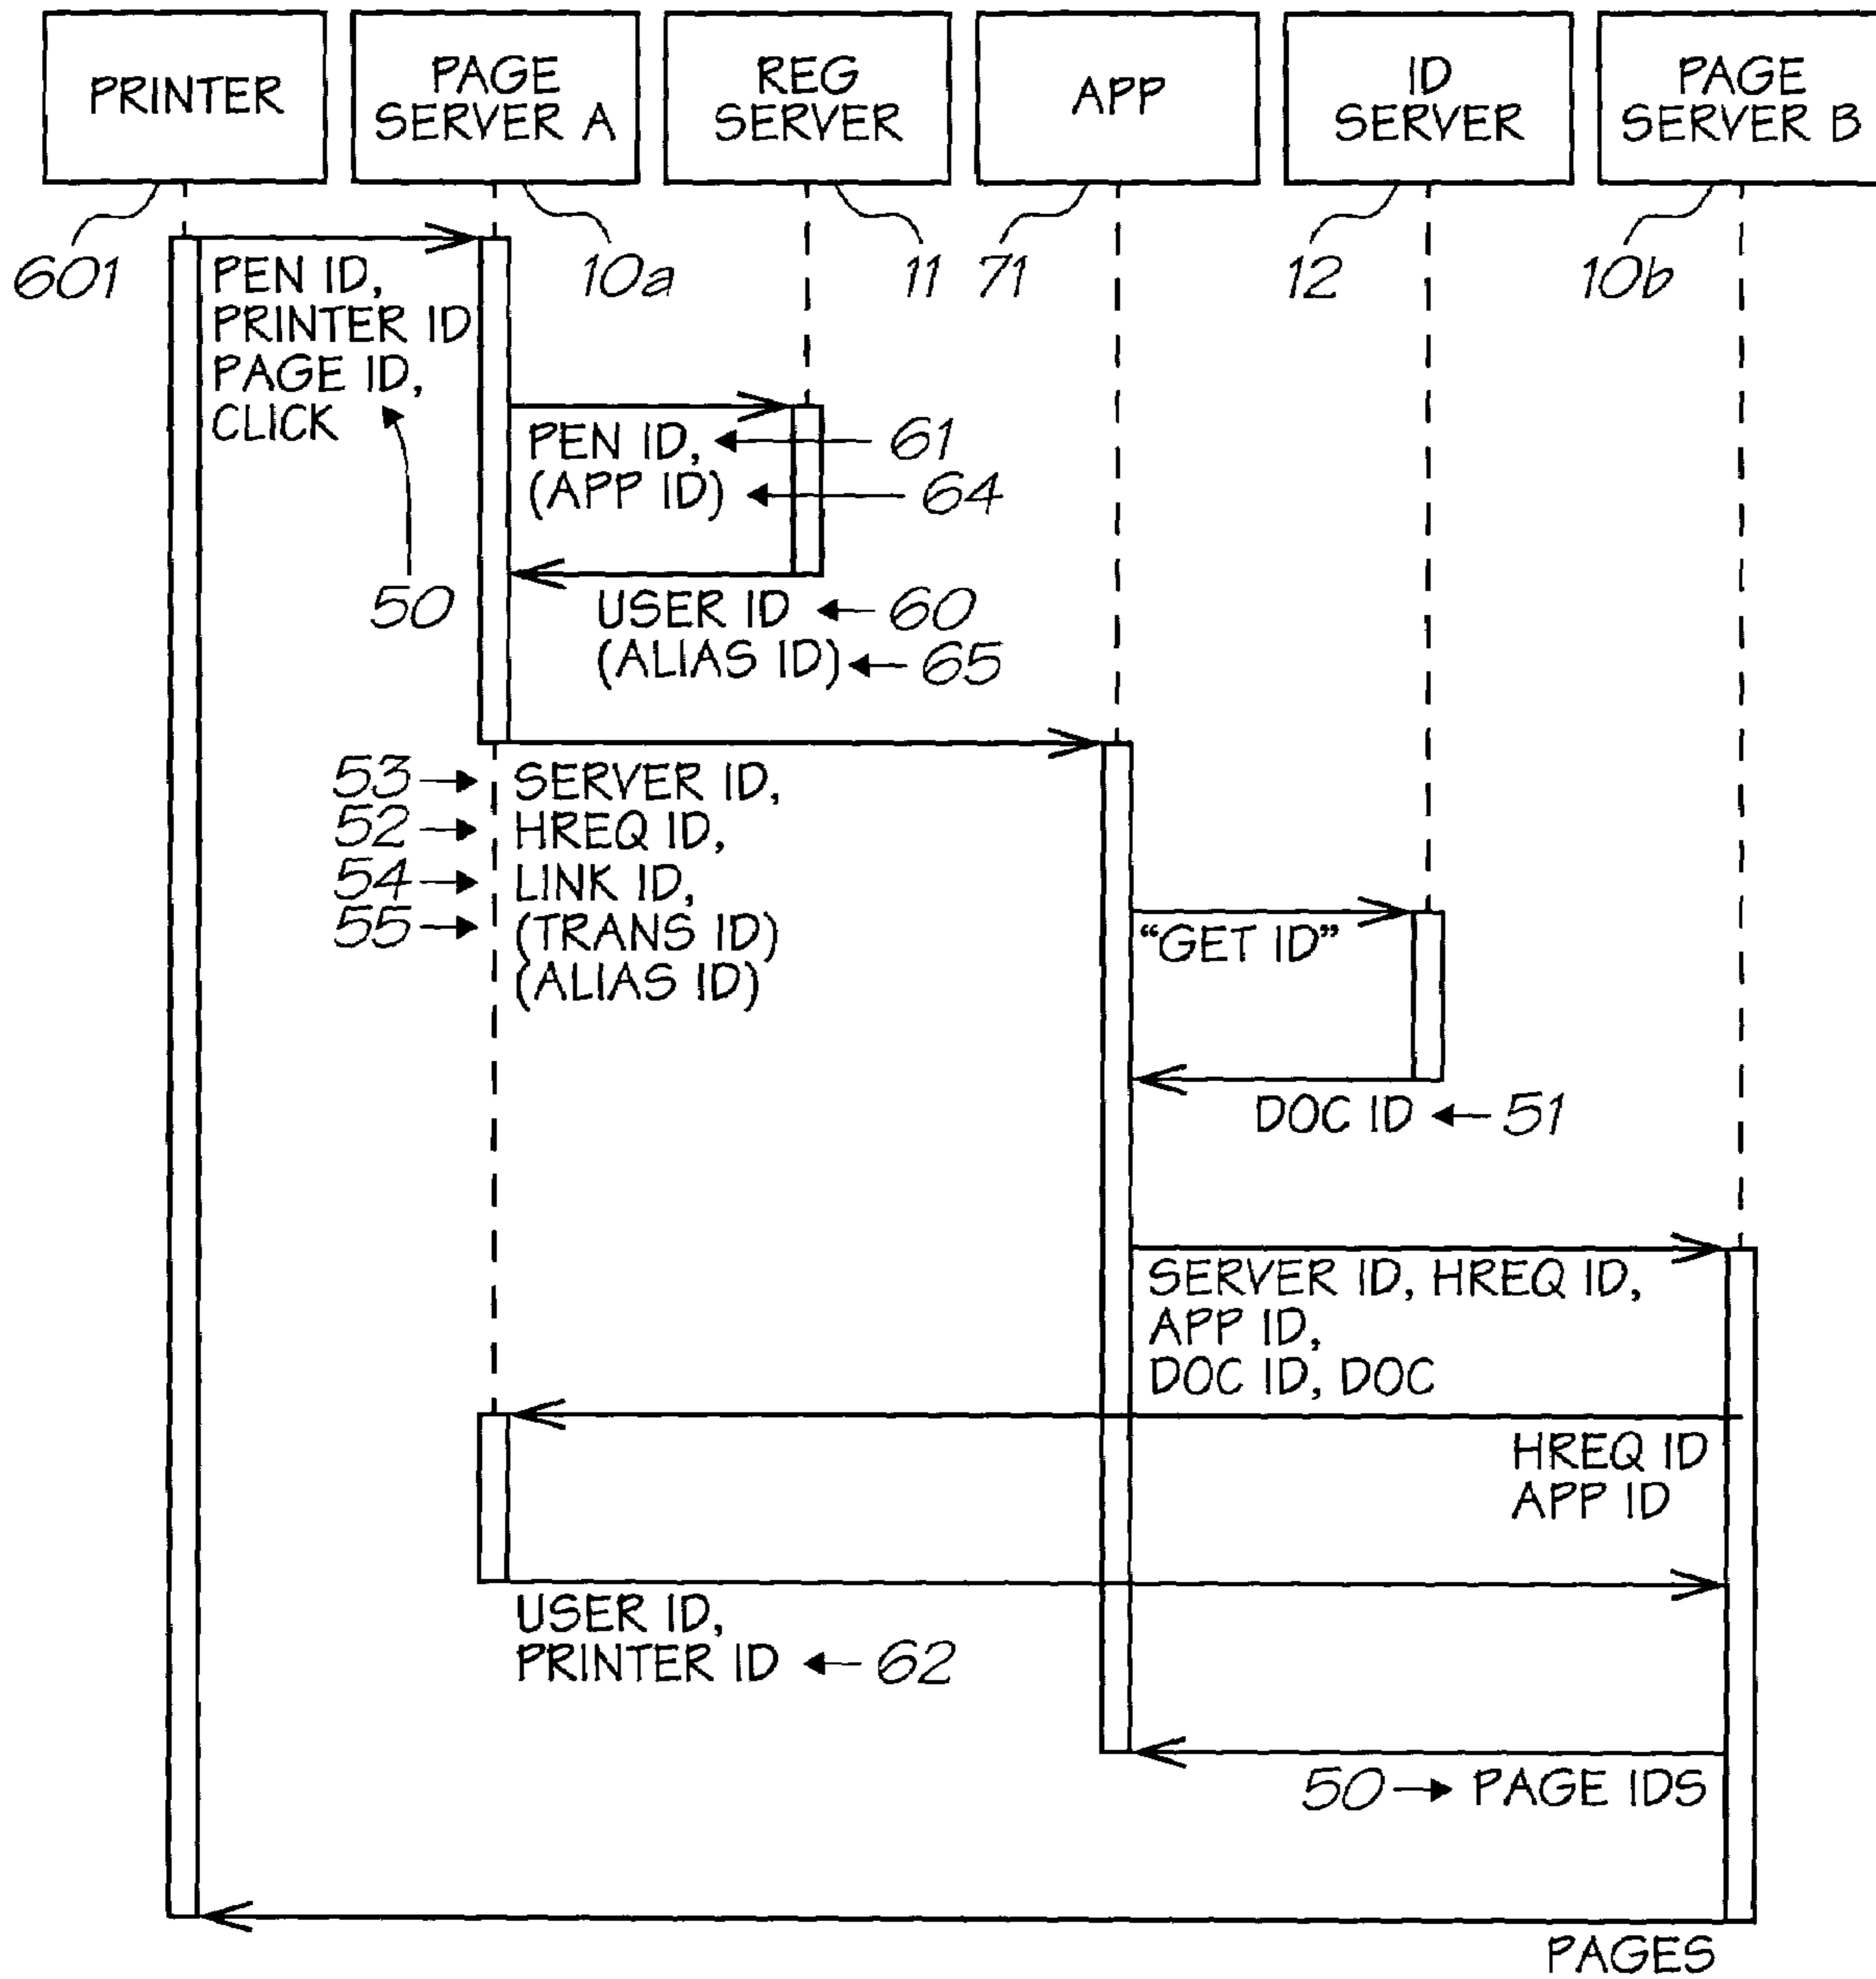 PRINTER
PAGE
SERVER A
REG
SERVER
APP
ID
SERVER
PAGE
SERVER B
601
10a
11
71
12
10b
PEN ID,
PRINTER ID
PAGE ID,
CLICK
50
PEN ID,
61
(APP ID)
64
USER ID
60
(ALIAS ID)
65
53
SERVER ID,
52
HREQ ID,
54
LINK ID,
55
(TRANS ID)
(ALIAS ID)
“GET ID”
DOC ID
51
SERVER ID, HREQ ID,
APP ID,
DOC ID, DOC
HREQ ID
APP ID
USER ID,
PRINTER ID
62
50
PAGE IDS
PAGES